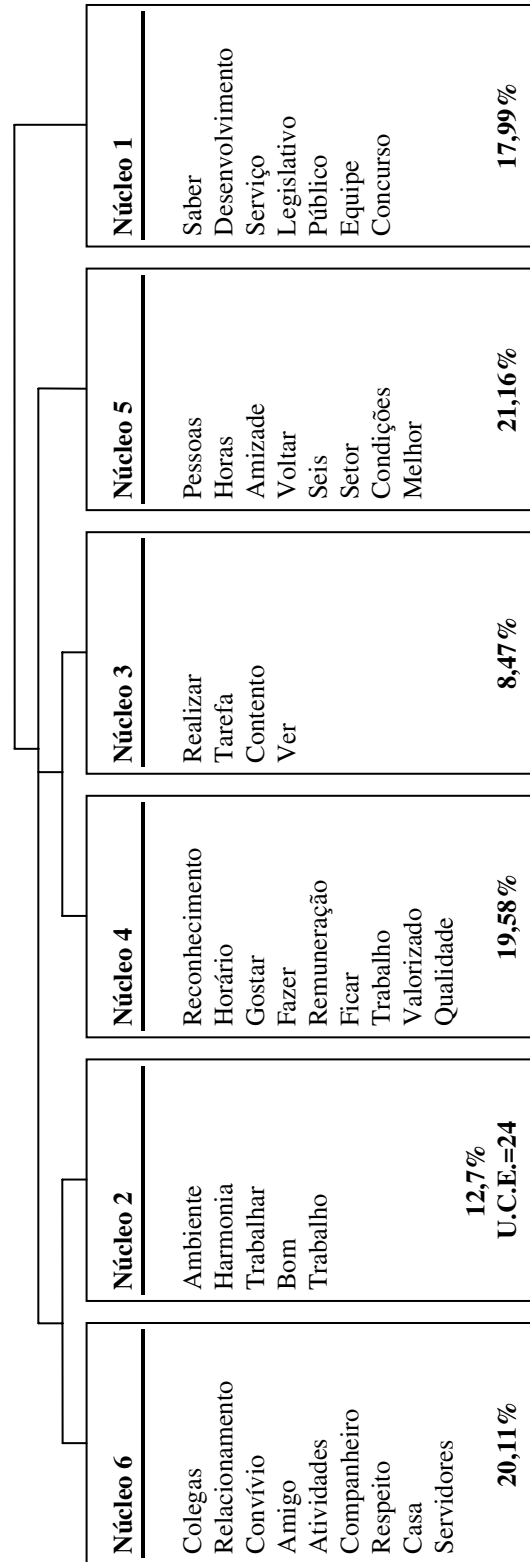 Núcleo 6
Colegas
Relacionamento
Convívio
Amigo
Atividades
Companheiro
Respeito
Casa
Servidores
20,11%
Núcleo 2
Ambiente
Harmonia
Trabalhar
Bom
Trabalho
12,7%
U.C.E.=24
Núcleo 4
Reconhecimento
Horário
Gostar
Fazer
Remuneração
Ficar
Trabalho
Valorizado
Qualidade
19,58%
Núcleo 3
Realizar
Tarefa
Contento
Ver
8,47%
Núcleo 5
Pessoas
Horas
Amizade
Voltar
Seis
Setor
Condições
Melhor
21,16%
Núcleo 1
Saber
Desenvolvimento
Serviço
Legislativo
Público
Equipe
Concurso
17,99%